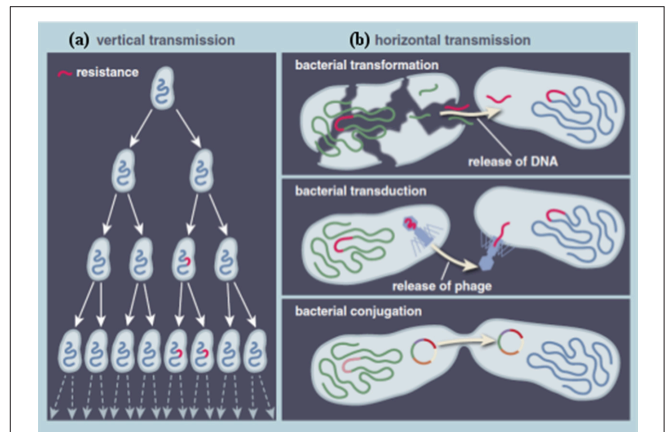 (a) vertical transmission
resistance
(b) horizontal transmission
bacterial transformation
release of DNA
bacterial transduction
release of phage
bacterial conjugation